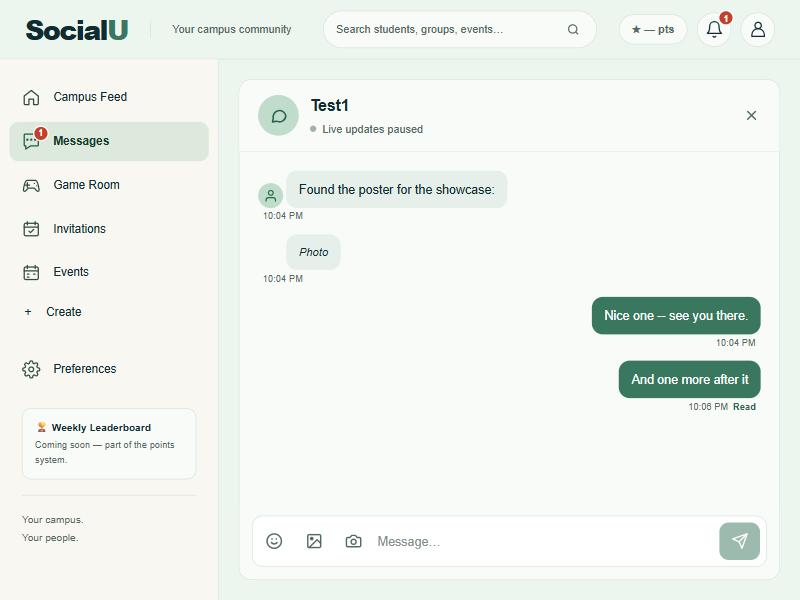 SocialU
Your campus community
Search students, groups, events…
★ — pts
1
Campus Feed
1
Messages
Game Room
Invitations
Events
+ Create
Preferences
Weekly Leaderboard
Coming soon — part of the points
system.
Your campus.
Your people.
Test1
Live updates paused
Found the poster for the showcase:
10:04 PM
Photo
10:04 PM
Nice one – see you there.
10:04 PM
And one more after it
10:06 PM Read
Message…